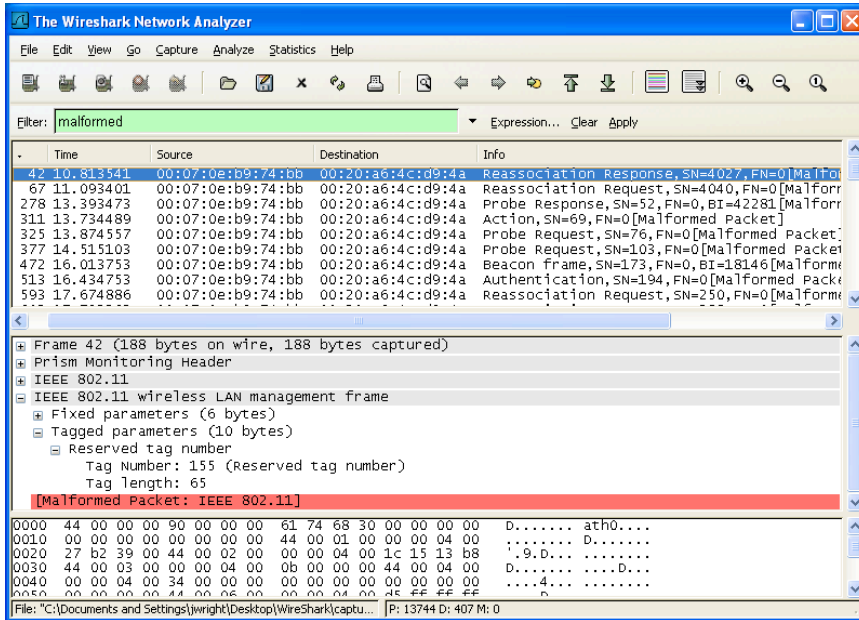 The Wireshark Network Analyzer
File Edit View Go Capture Analyze Statistics Help
Filter: malformed Expression... Clear Apply
. Time Source Destination Info
42 10.813541 00:07:0e:b9:74:bb 00:20:a6:4c:d9:4a Reassociation Response,SN=4027,FN=0[Malfor
67 11.093401 00:07:0e:b9:74:bb 00:20:a6:4c:d9:4a Reassociation Request,SN=4040,FN=0[Malform
278 13.393473 00:07:0e:b9:74:bb 00:20:a6:4c:d9:4a Probe Response,SN=52,FN=0,BI=42281[Malform
311 13.734489 00:07:0e:b9:74:bb 00:20:a6:4c:d9:4a Action,SN=69,FN=0[Malformed Packet]
325 13.874557 00:07:0e:b9:74:bb 00:20:a6:4c:d9:4a Probe Request,SN=76,FN=0[Malformed Packet]
377 14.515103 00:07:0e:b9:74:bb 00:20:a6:4c:d9:4a Probe Request,SN=103,FN=0[Malformed Packet
472 16.013753 00:07:0e:b9:74:bb 00:20:a6:4c:d9:4a Beacon frame,SN=173,FN=0,BI=18146[Malforme
513 16.434753 00:07:0e:b9:74:bb 00:20:a6:4c:d9:4a Authentication,SN=194,FN=0[Malformed Packe
593 17.674886 00:07:0e:b9:74:bb 00:20:a6:4c:d9:4a Reassociation Request,SN=250,FN=0[Malforme
Frame 42 (188 bytes on wire, 188 bytes captured)
Prism Monitoring Header
IEEE 802.11
IEEE 802.11 wireless LAN management frame
Fixed parameters (6 bytes)
Tagged parameters (10 bytes)
Reserved tag number
Tag Number: 155 (Reserved tag number)
Tag length: 65
[Malformed Packet: IEEE 802.11]
0000 44 00 00 00 90 00 00 00 61 74 68 30 00 00 00 00 D....... ath0....
0010 00 00 00 00 00 00 00 00 44 00 01 00 00 00 04 00 ........ D.......
0020 27 b2 39 00 44 00 02 00 00 00 04 00 1c 15 13 b8 '.9.D... ........
0030 44 00 03 00 00 00 04 00 0b 00 00 00 44 00 04 00 D....... ....D...
0040 00 00 04 00 34 00 00 00 00 00 00 00 00 00 00 00 ....4... ........
0050 00 00 44 00 06 00 00 00 04 00 d5 ff ff ff
File: "C:\Documents and Settings\jwright\Desktop\WireShark\captu... P: 13744 D: 407 M: 0